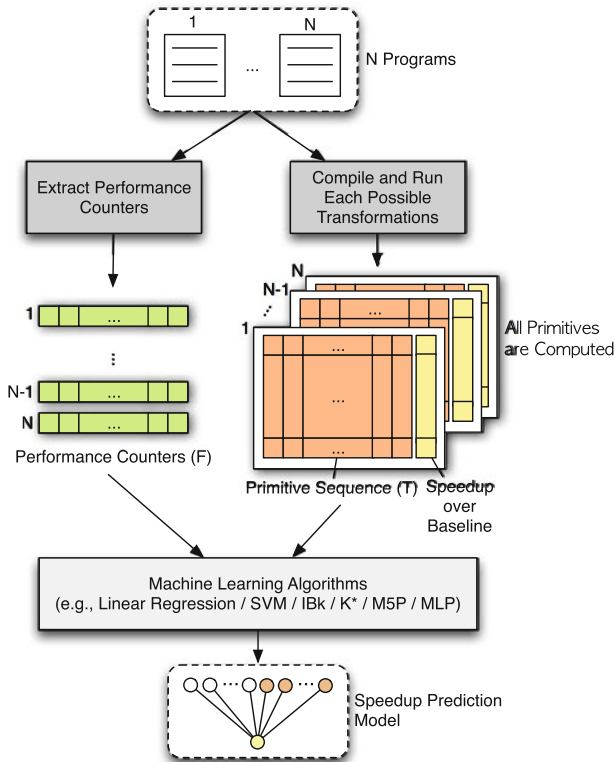 1 N
...
N Programs
Extract Performance
Counters
Compile and Run
Each Possible
Transformations
N
N-1
...
1
1
...
...
...
...
N-1
...
N
...
...
...
All Primitives
are Computed
Performance Counters (F)
Primitive Sequence (T)
Speedup
over
Baseline
Machine Learning Algorithms
(e.g., Linear Regression / SVM / IBk / K* / M5P / MLP)
... ...
Speedup Prediction
Model